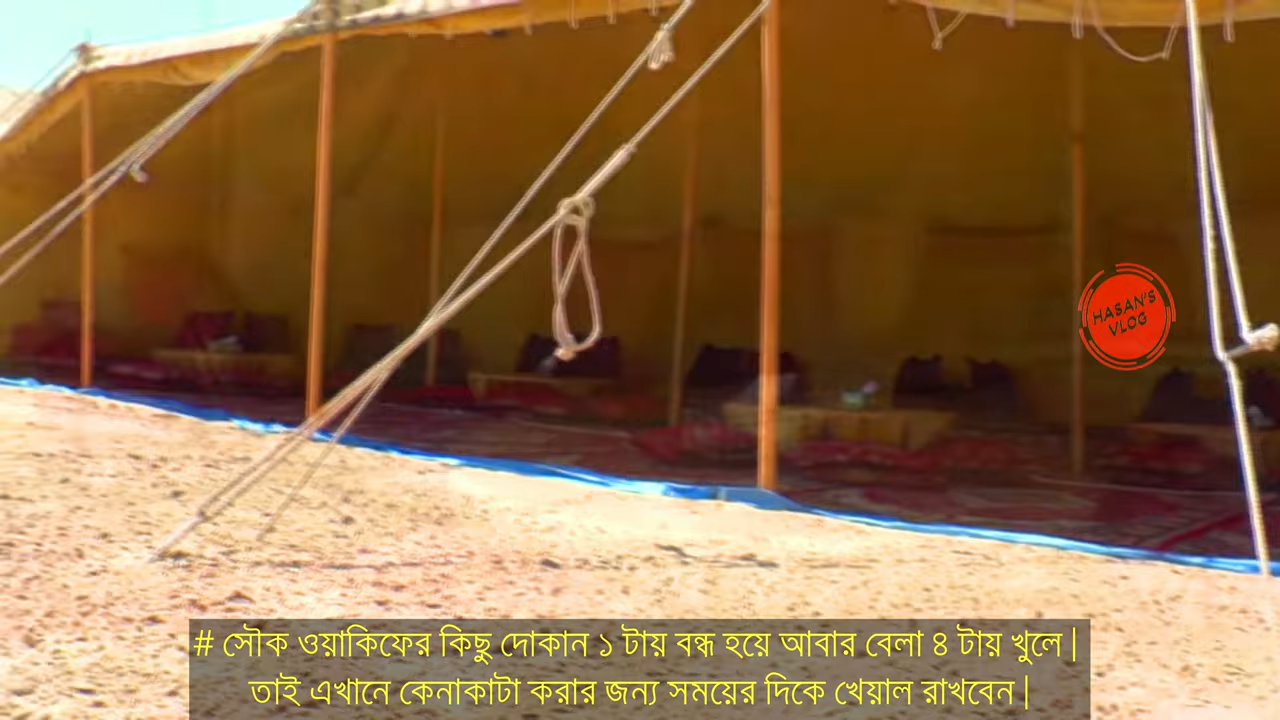 HASAN'S
VLOG
# সৌক ওয়াকিফের কিছু দোকান ১ টায় বন্ধ হয়ে আবার বেলা ৪ টায় খুলে|
তাই এখানে কেনাকাটা করার জন্য সময়ের দিকে খেয়াল রাখবেন|